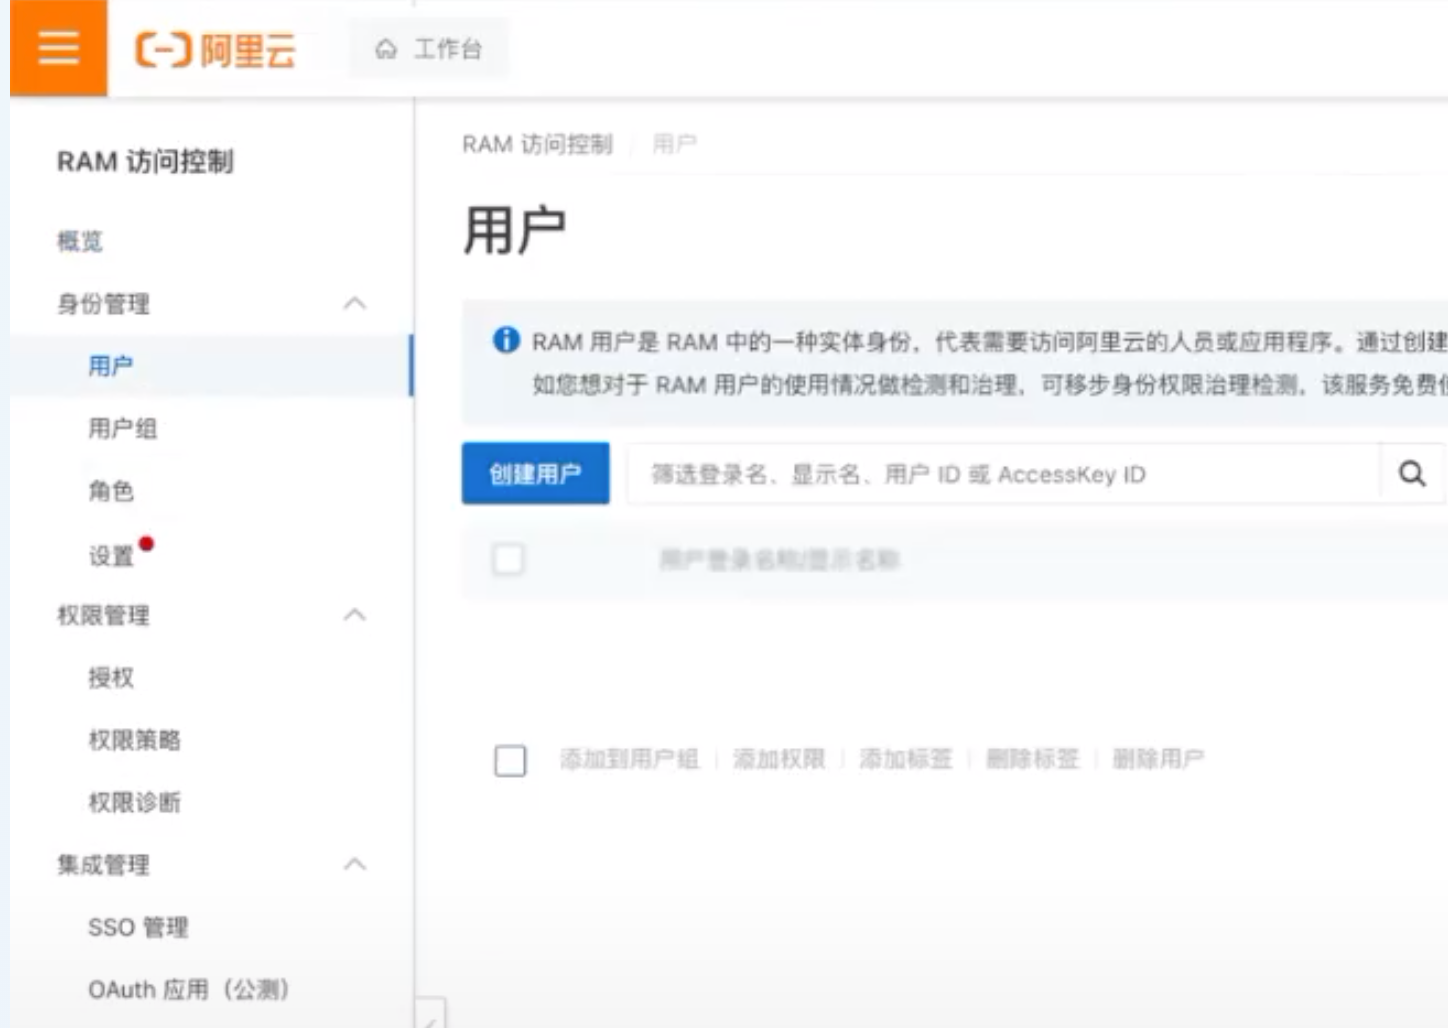 阿里云 工作台
RAM 访问控制
概览
身份管理
用户
用户组
角色
设置
权限管理
授权
权限策略
权限诊断
集成管理
SSO 管理
OAuth 应用（公测）
RAM 访问控制 用户
用户
RAM 用户是 RAM 中的一种实体身份，代表需要访问阿里云的人员或应用程序。通过创建
如您想对于 RAM 用户的使用情况做检测和治理，可移步身份权限治理检测，该服务免费使
创建用户 筛选登录名、显示名、用户 ID 或 AccessKey ID
用户登录名称/显示名称
添加到用户组 添加权限 添加标签 删除标签 删除用户